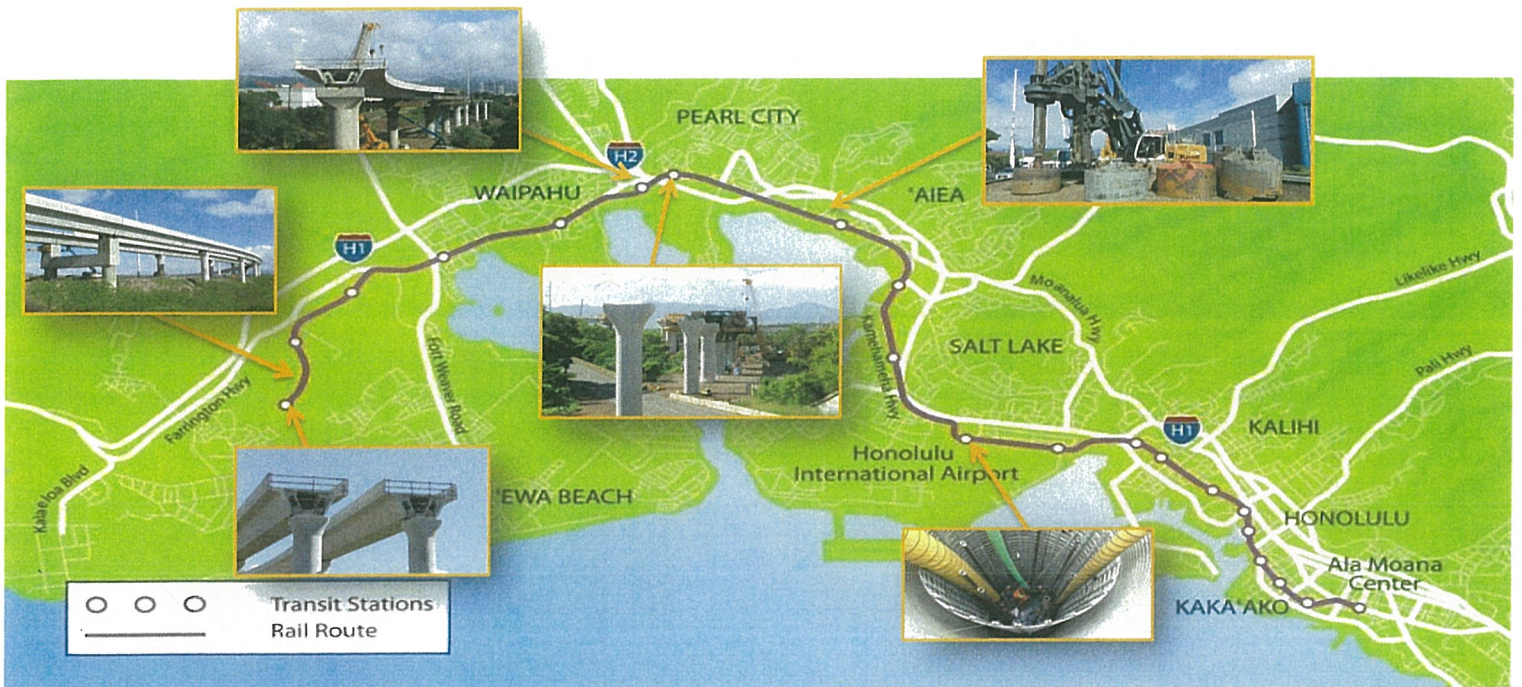 PEARL CITY
H2
WAIPAHU
'AIEA
H1
Moanalua Hwy
Likelike Hwy
Fort Weaver Road
Kamehameha Hwy
SALT LAKE
Pali Hwy
Farrington Hwy
H1
KALIHI
Honolulu
International Airport
Kalaeloa Blvd
'EWA BEACH
HONOLULU
Ala Moana
Center
KAKA'AKO
Transit Stations
Rail Route